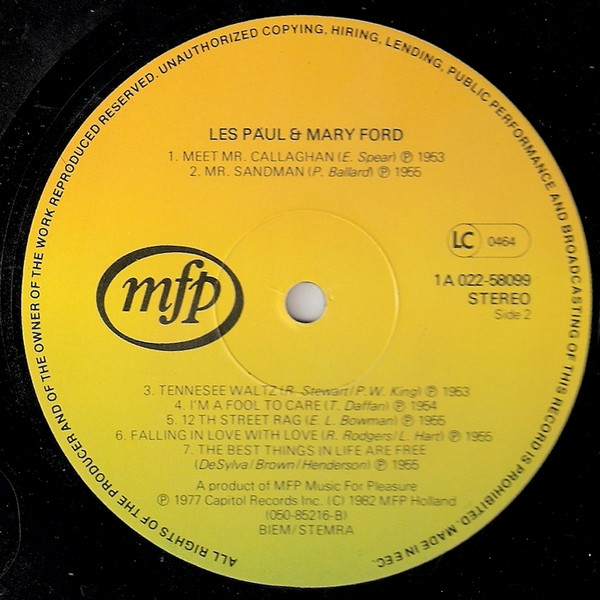 ALL RIGHTS OF THE PRODUCER AND OF THE OWNER OF THE WORK REPRODUCED RESERVED. UNAUTHORIZED COPYING, HIRING, LENDING, PUBLIC PERFORMANCE AND BROADCASTING OF THIS RECORD IS PROHIBITED. MADE IN EEC.
LES PAUL & MARY FORD
1. MEET MR. CALLAGHAN (E. Spear) ℗ 1953
2. MR. SANDMAN (P. Ballard) ℗ 1955
LC 0464
mfp
1A 022-58099
STEREO
Side 2
3. TENNESEE WALTZ (R. Stewart/P.W. King) ℗ 1953
4. I'M A FOOL TO CARE (T. Daffan) ℗ 1954
5. 12 TH STREET RAG (E. L. Bowman) ℗ 1955
6. FALLING IN LOVE WITH LOVE (R. Rodgers/L. Hart) ℗ 1955
7. THE BEST THINGS IN LIFE ARE FREE
(DeSylva/Brown/Henderson) ℗ 1955
A product of MFP Music For Pleasure
℗ 1977 Capitol Records Inc. (C) 1982 MFP Holland
(050-85216-B)
BIEM/STEMRA